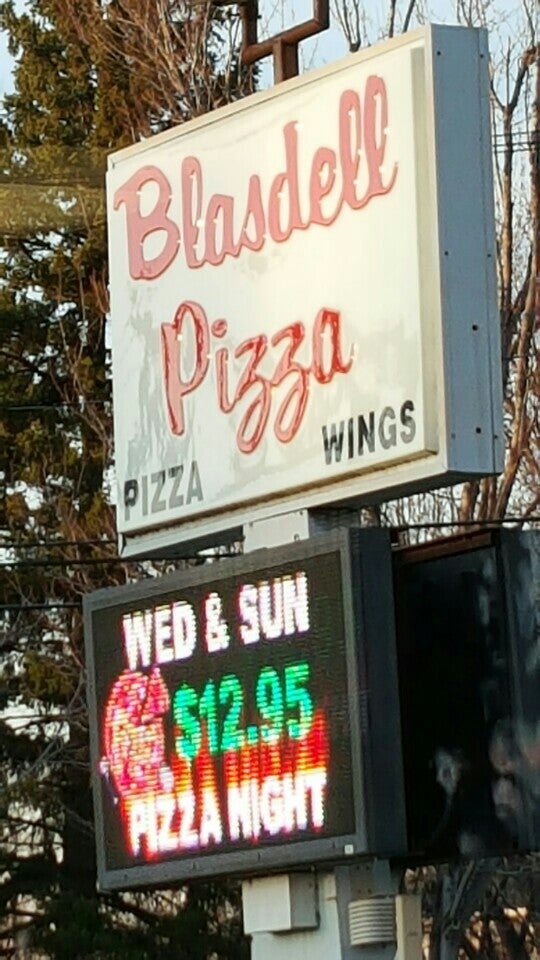 Blasdell
Pizza
PIZZA WINGS
WED & SUN
$12.95
PIZZA NIGHT